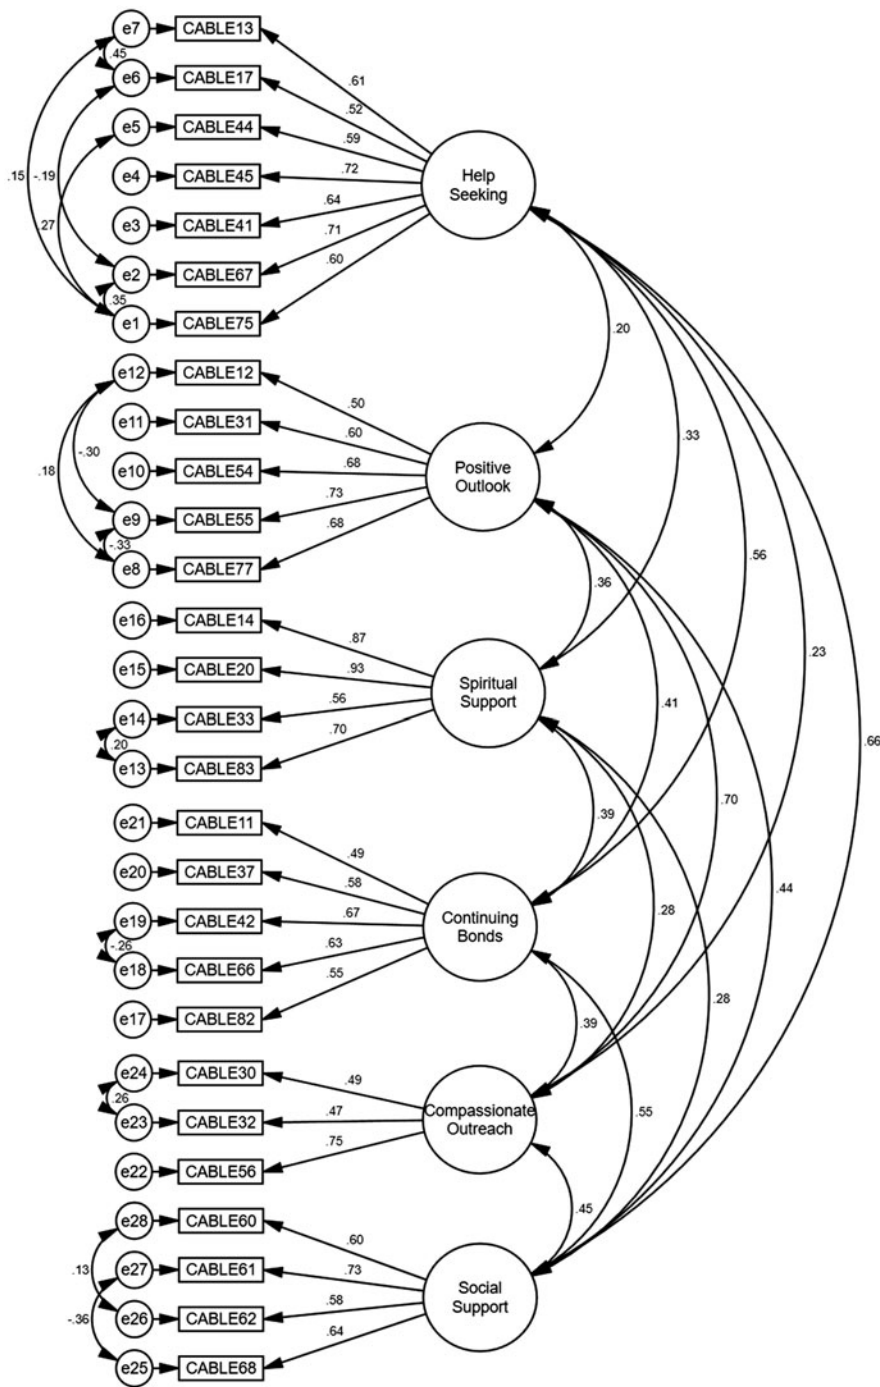 e7
CABLE13
.45
e6
CABLE17
e5
CABLE44
e4
CABLE45
e3
CABLE41
e2
CABLE67
.35
e1
CABLE75
.15
-.19
.27
.61
.52
.59
.72
.64
.71
.60
Help
Seeking
e12
CABLE12
e11
CABLE31
e10
CABLE54
e9
CABLE55
-.33
e8
CABLE77
.18
-.30
.50
.60
.68
.73
.68
Positive
Outlook
e16
CABLE14
e15
CABLE20
e14
CABLE33
.20
e13
CABLE83
.87
.93
.56
.70
Spiritual
Support
e21
CABLE11
e20
CABLE37
e19
CABLE42
-.26
e18
CABLE66
e17
CABLE82
.49
.58
.67
.63
.55
Continuing
Bonds
e24
CABLE30
.26
e23
CABLE32
e22
CABLE56
.49
.47
.75
Compassionate
Outreach
e28
CABLE60
e27
CABLE61
e26
CABLE62
e25
CABLE68
.13
-.36
.60
.73
.58
.64
Social
Support
.20
.33
.56
.23
.66
.36
.41
.70
.44
.39
.28
.28
.39
.55
.45